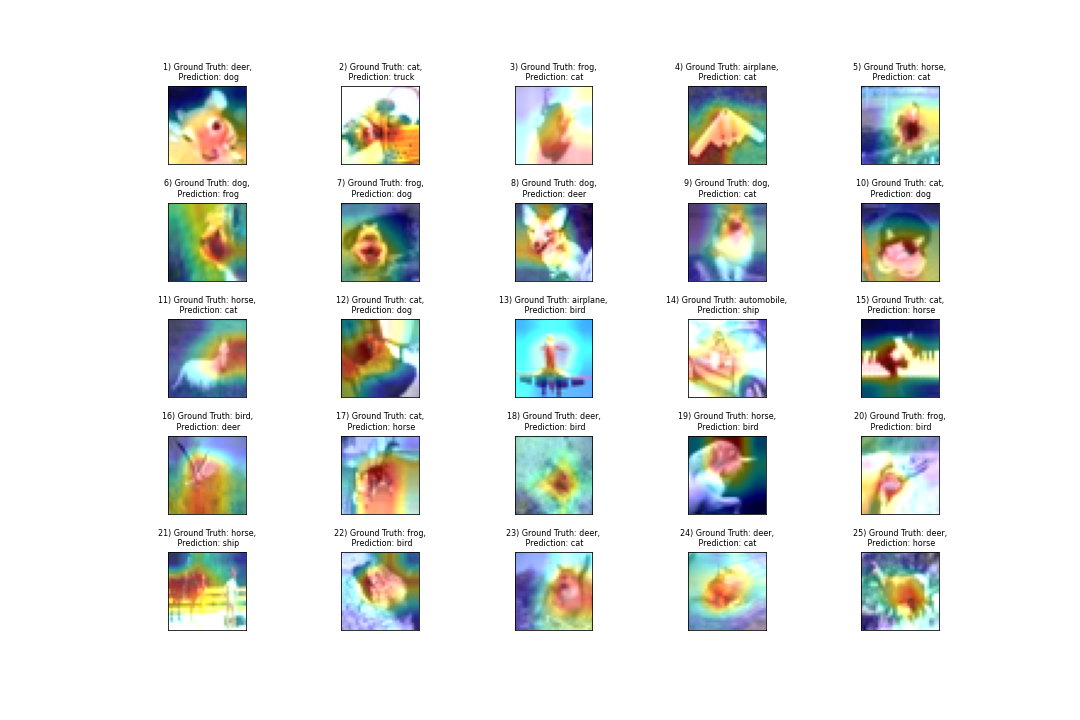 1) Ground Truth: deer,
Prediction: dog
2) Ground Truth: cat,
Prediction: truck
3) Ground Truth: frog,
Prediction: cat
4) Ground Truth: airplane,
Prediction: cat
5) Ground Truth: horse,
Prediction: cat
6) Ground Truth: dog,
Prediction: frog
7) Ground Truth: frog,
Prediction: dog
8) Ground Truth: dog,
Prediction: deer
9) Ground Truth: dog,
Prediction: cat
10) Ground Truth: cat,
Prediction: dog
11) Ground Truth: horse,
Prediction: cat
12) Ground Truth: cat,
Prediction: dog
13) Ground Truth: airplane,
Prediction: bird
14) Ground Truth: automobile,
Prediction: ship
15) Ground Truth: cat,
Prediction: horse
16) Ground Truth: bird,
Prediction: deer
17) Ground Truth: cat,
Prediction: horse
18) Ground Truth: deer,
Prediction: bird
19) Ground Truth: horse,
Prediction: bird
20) Ground Truth: frog,
Prediction: bird
21) Ground Truth: horse,
Prediction: ship
22) Ground Truth: frog,
Prediction: bird
23) Ground Truth: deer,
Prediction: cat
24) Ground Truth: deer,
Prediction: cat
25) Ground Truth: deer,
Prediction: horse